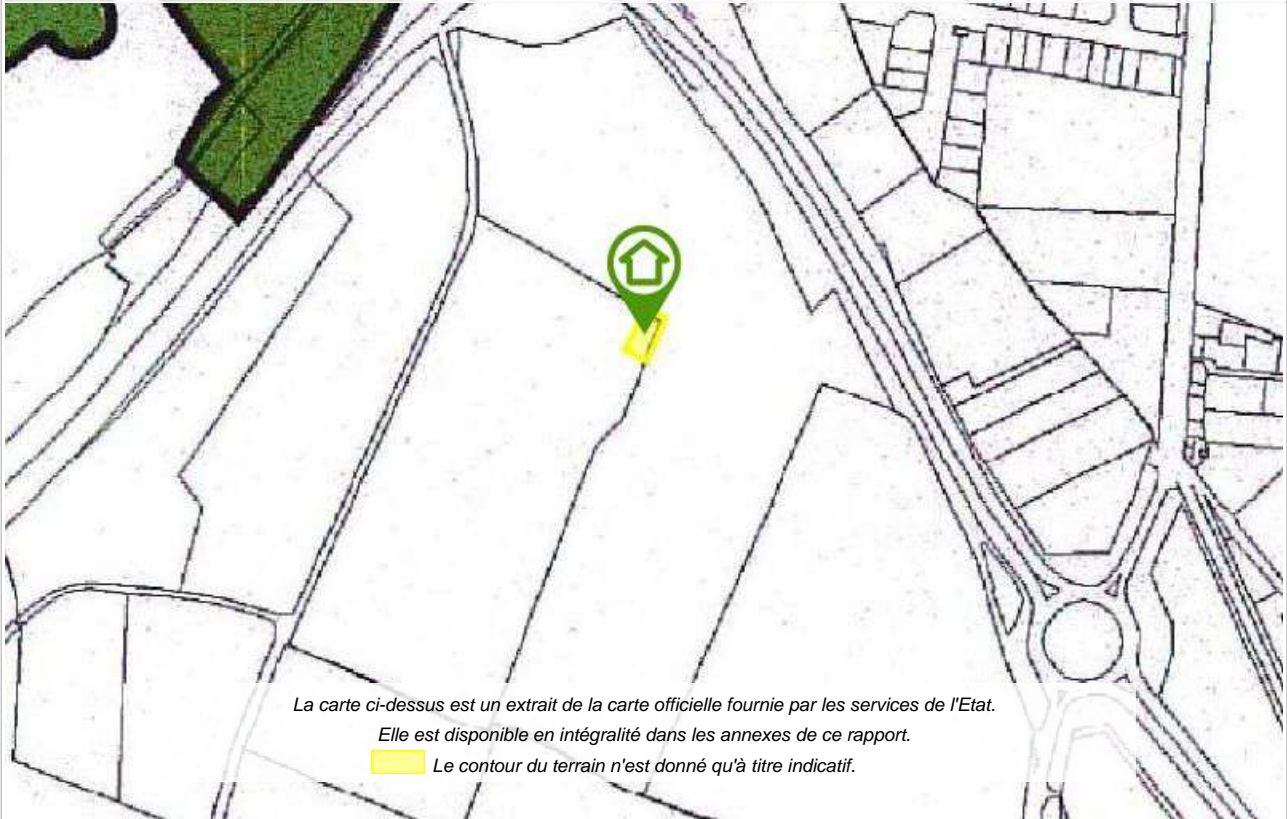 La carte ci-dessus est un extrait de la carte officielle fournie par les services de l'Etat.
Elle est disponible en intégralité dans les annexes de ce rapport.
Le contour du terrain n'est donné qu'à titre indicatif.